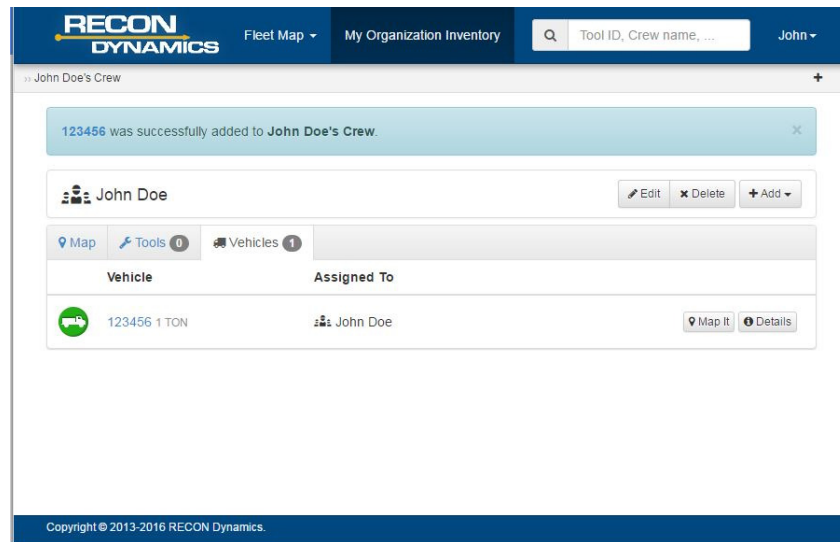 RECON
DYNAMICS
Fleet Map
My Organization Inventory
Tool ID, Crew name, ...
John
›› John Doe's Crew
+
123456 was successfully added to John Doe's Crew.
×
John Doe
Edit
Delete
Add
Map
Tools 0
Vehicles 1
Vehicle
Assigned To
123456 1 TON
John Doe
Map It
Details
Copyright © 2013-2016 RECON Dynamics.